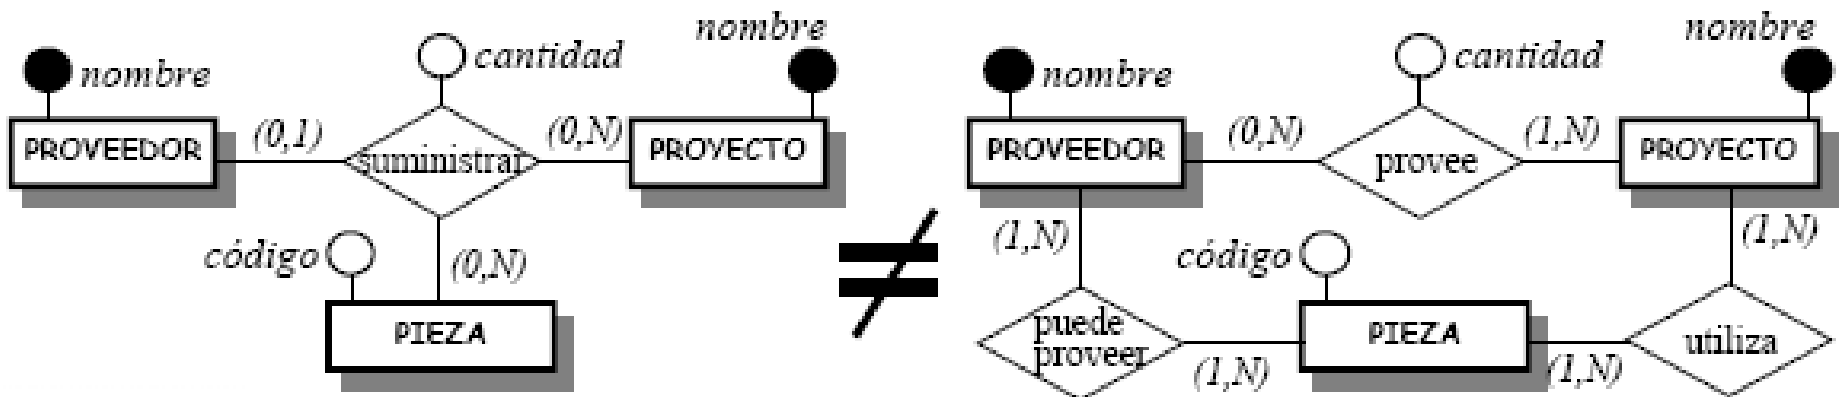 nombre
cantidad
nombre
PROVEEDOR
(0,1)
suministrar
(0,N)
PROYECTO
código
(0,N)
PIEZA
≠
nombre
cantidad
nombre
PROVEEDOR
(0,N)
provee
(1,N)
PROYECTO
(1,N)
código
(1,N)
puede
proveer
(1,N)
PIEZA
(1,N)
utiliza